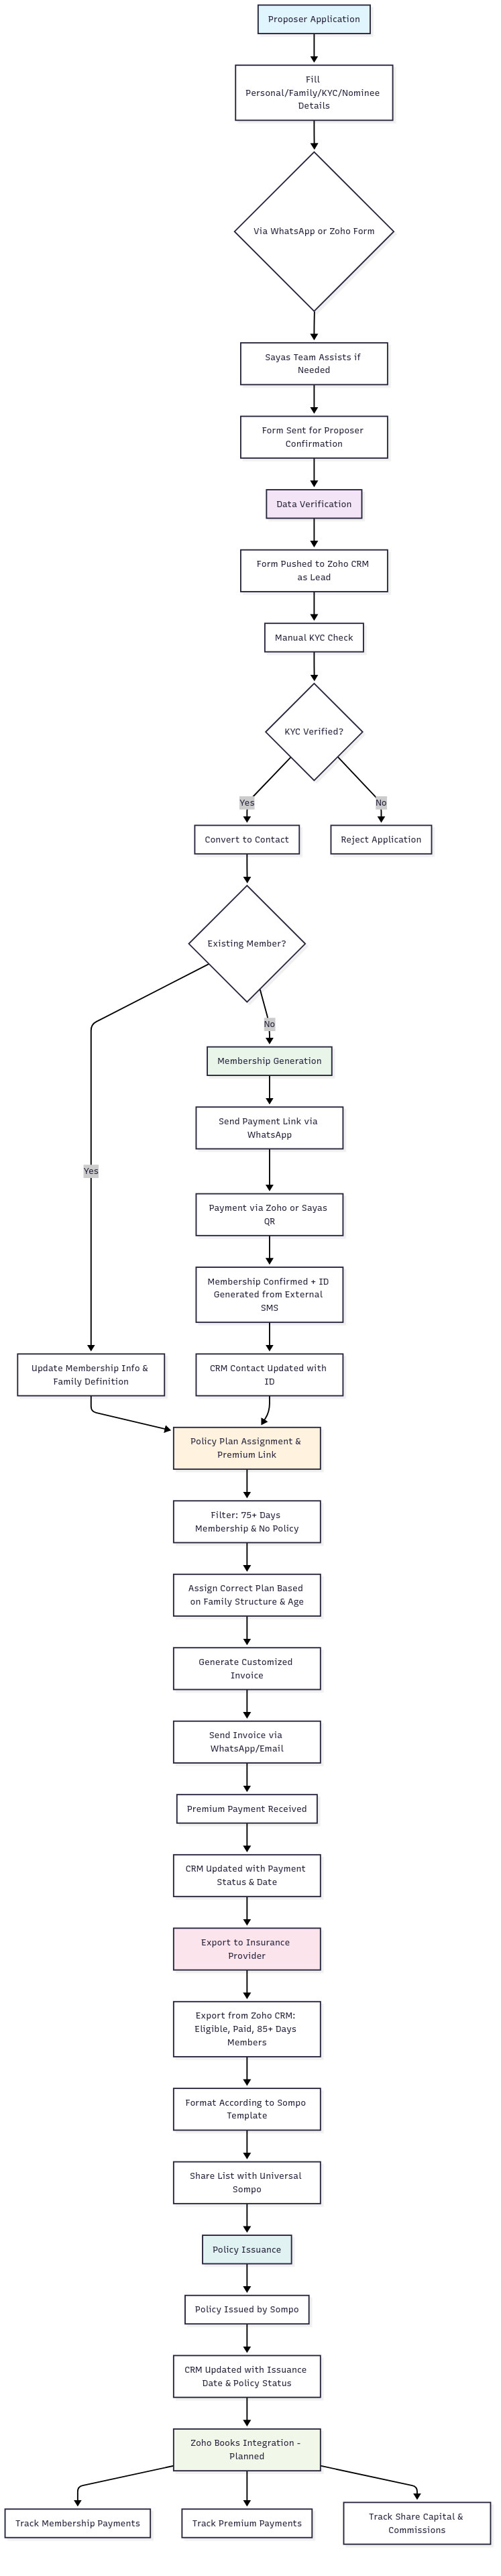 Proposer Application
Fill
Personal/Family/KYC/Nominee
Details
Via WhatsApp or Zoho Form
Sayas Team Assists if
Needed
Form Sent for Proposer
Confirmation
Data Verification
Form Pushed to Zoho CRM
as Lead
Manual KYC Check
KYC Verified?
Yes
No
Convert to Contact
Reject Application
Existing Member?
No
Membership Generation
Send Payment Link via
WhatsApp
Yes
Payment via Zoho or Sayas
QR
Membership Confirmed + ID
Generated from External
SMS
Update Membership Info &
Family Definition
CRM Contact Updated with
ID
Policy Plan Assignment &
Premium Link
Filter: 75+ Days
Membership & No Policy
Assign Correct Plan Based
on Family Structure & Age
Generate Customized
Invoice
Send Invoice via
WhatsApp/Email
Premium Payment Received
CRM Updated with Payment
Status & Date
Export to Insurance
Provider
Export from Zoho CRM:
Eligible, Paid, 85+ Days
Members
Format According to Sompo
Template
Share List with Universal
Sompo
Policy Issuance
Policy Issued by Sompo
CRM Updated with Issuance
Date & Policy Status
Zoho Books Integration -
Planned
Track Membership Payments
Track Premium Payments
Track Share Capital &
Commissions